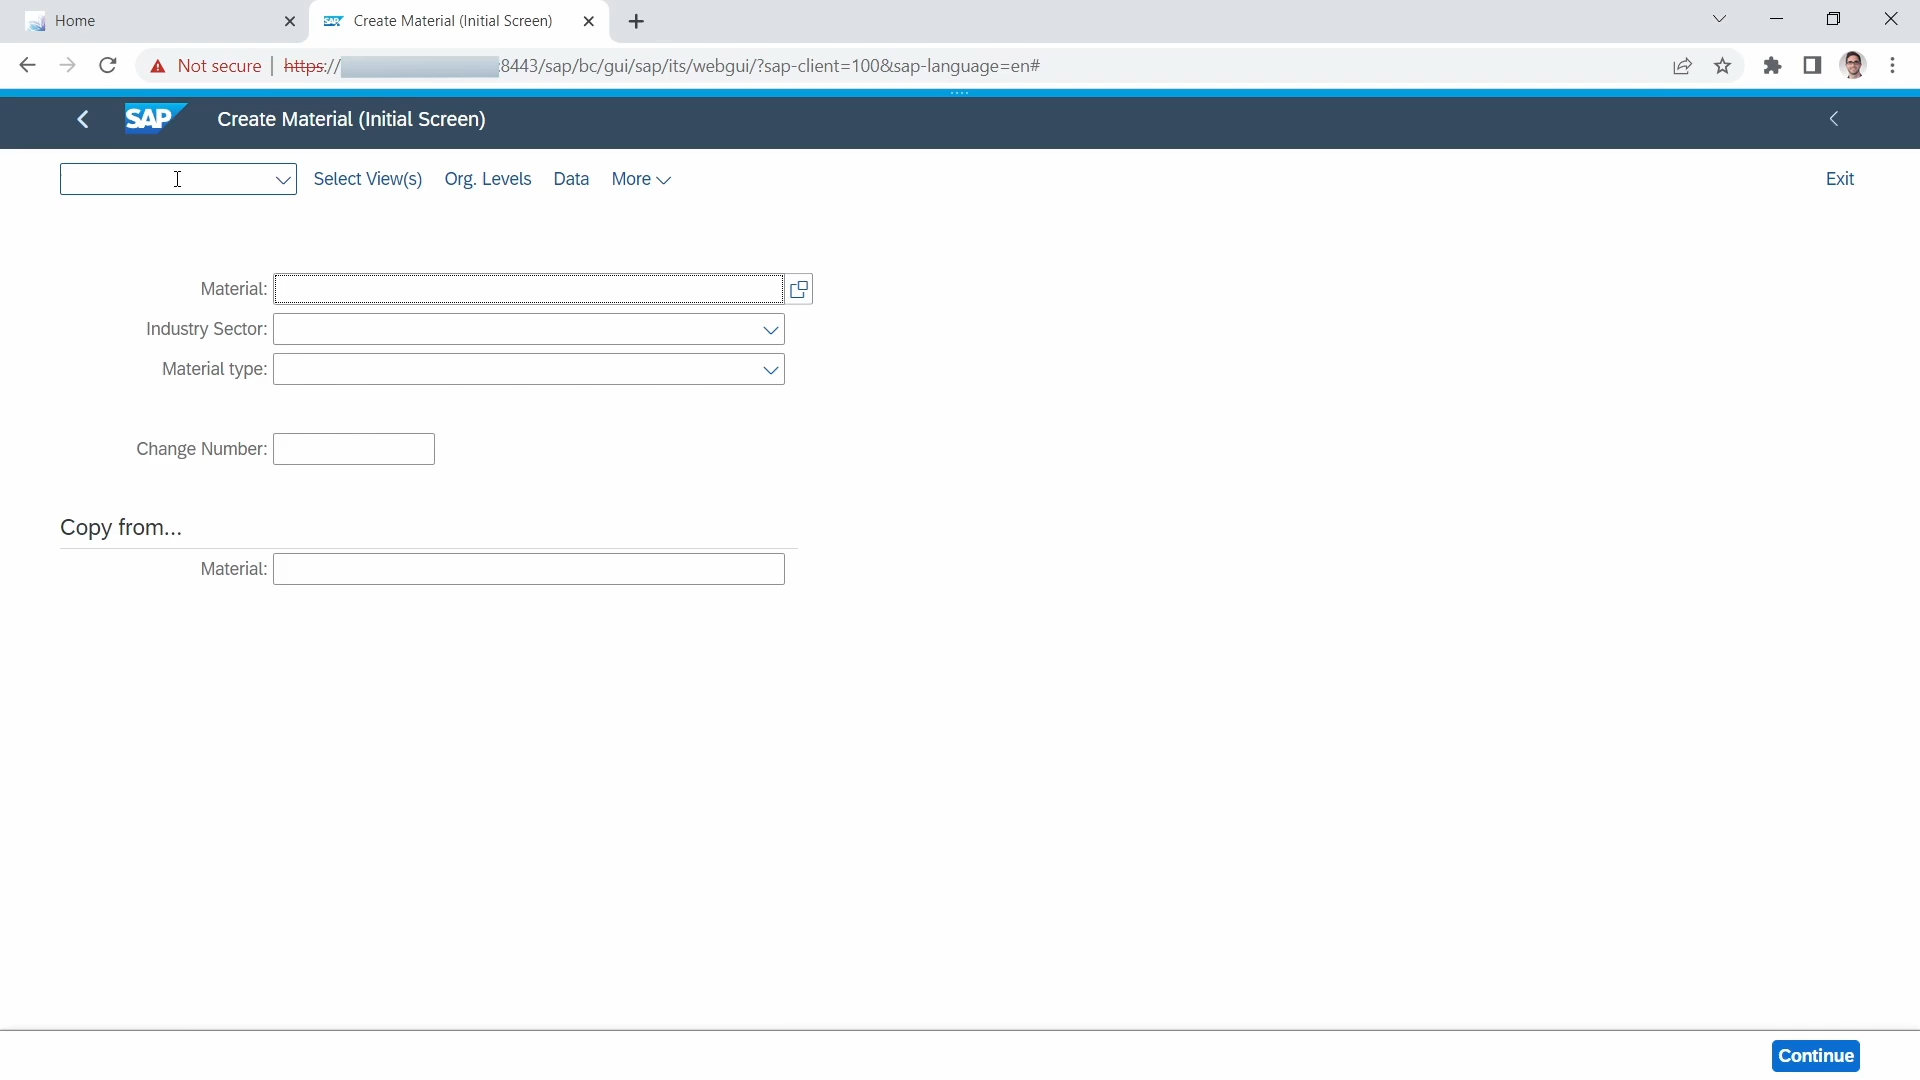 Home
SAP Create Material (Initial Screen)
Not secure | https:// :8443/sap/bc/gui/sap/its/webgui/?sap-client=100&sap-language=en#
SAP Create Material (Initial Screen)
Select View(s) Org. Levels Data More Exit
Material:
Industry Sector:
Material type:
Change Number:
Copy from...
Material:
Continue